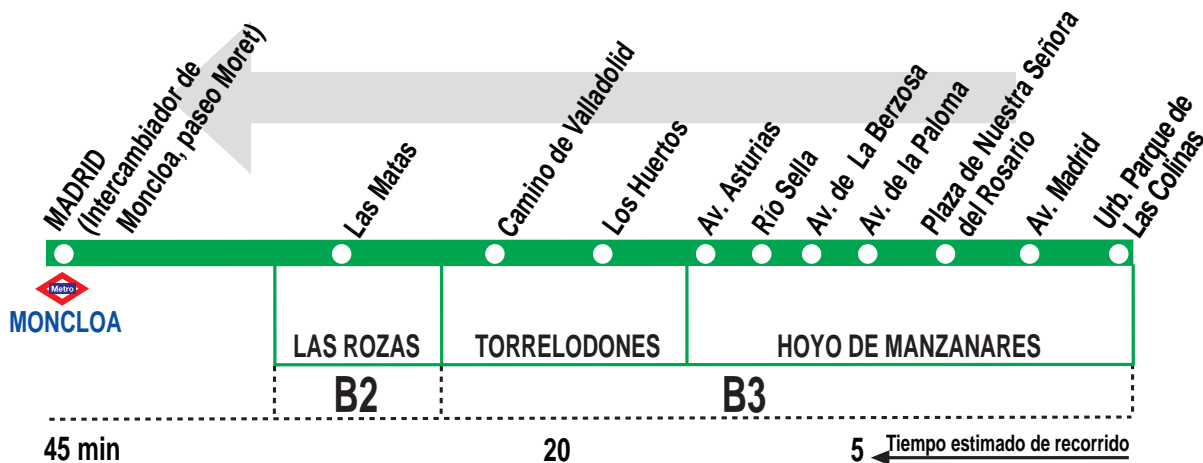 MADRID
(Intercambiador de
Moncloa, paseo Moret)
Las Matas
Camino de Valladolid
Los Huertos
Av. Asturias
Río Sella
Av. de La Berzosa
Av. de la Paloma
Plaza de Nuestra Señora
del Rosario
Av. Madrid
Urb. Parque de
Las Colinas
Metro
MONCLOA
LAS ROZAS
TORRELODONES
HOYO DE MANZANARES
B2
B3
45 min
20
5
Tiempo estimado de recorrido